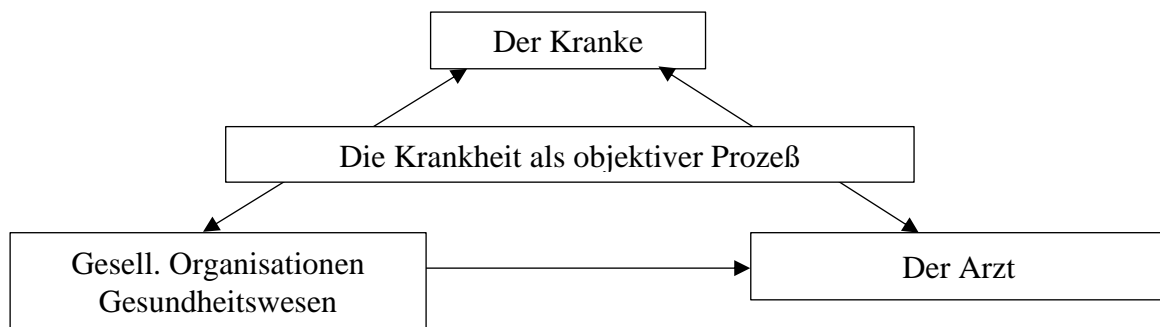 Der Kranke
Die Krankheit als objektiver Prozeß
Gesell. Organisationen
Gesundheitswesen
Der Arzt